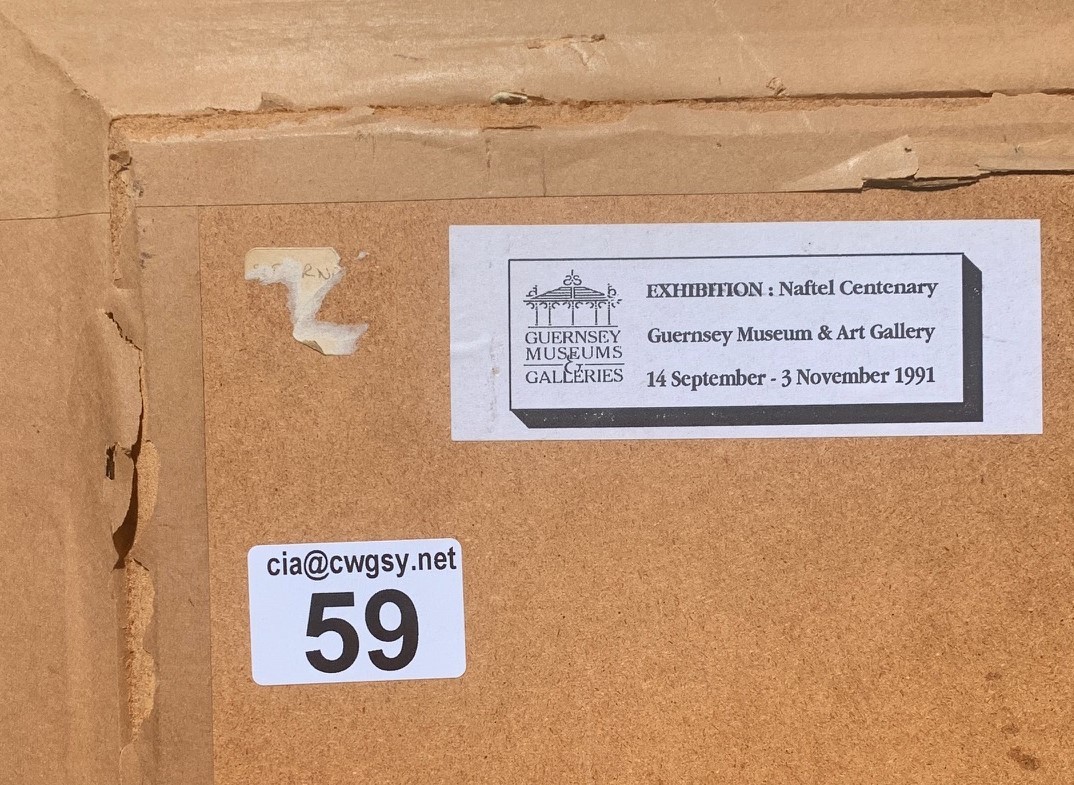 EXHIBITION : Naftel Centenary
Guernsey Museum & Art Gallery
14 September - 3 November 1991
GUERNSEY
MUSEUMS
&
GALLERIES
cia@cwgsy.net
59